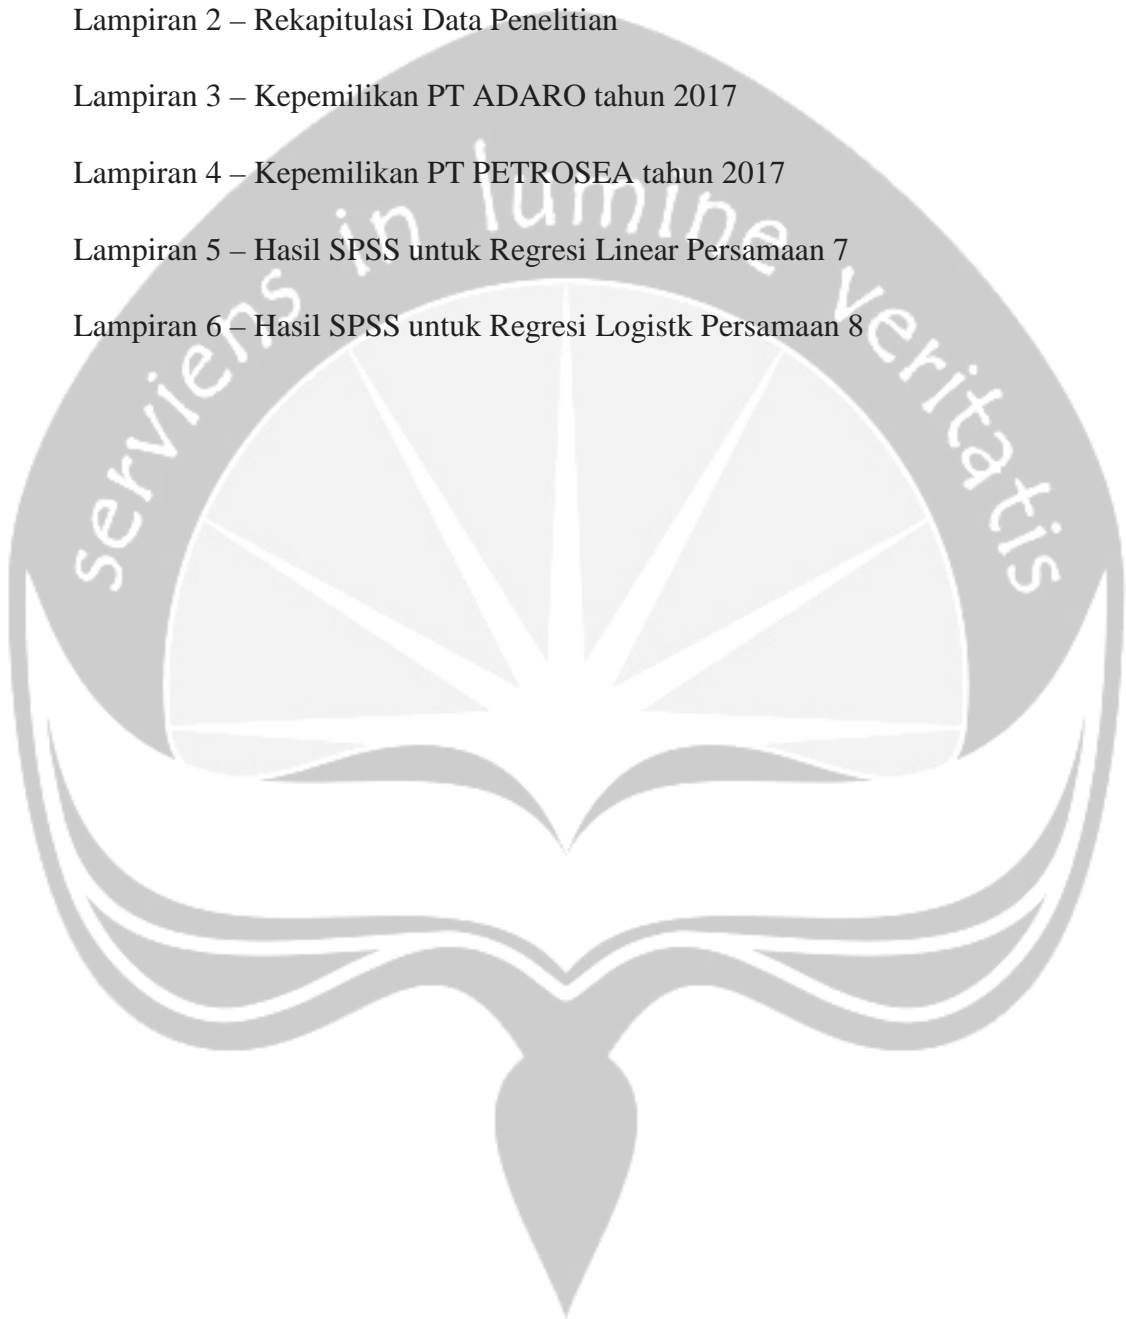 Lampiran 2 – Rekapitulasi Data Penelitian
Lampiran 3 – Kepemilikan PT ADARO tahun 2017
Lampiran 4 – Kepemilikan PT PETROSEA tahun 2017
Lampiran 5 – Hasil SPSS untuk Regresi Linear Persamaan 7
Lampiran 6 – Hasil SPSS untuk Regresi Logistk Persamaan 8
serviens in lumine veritatis